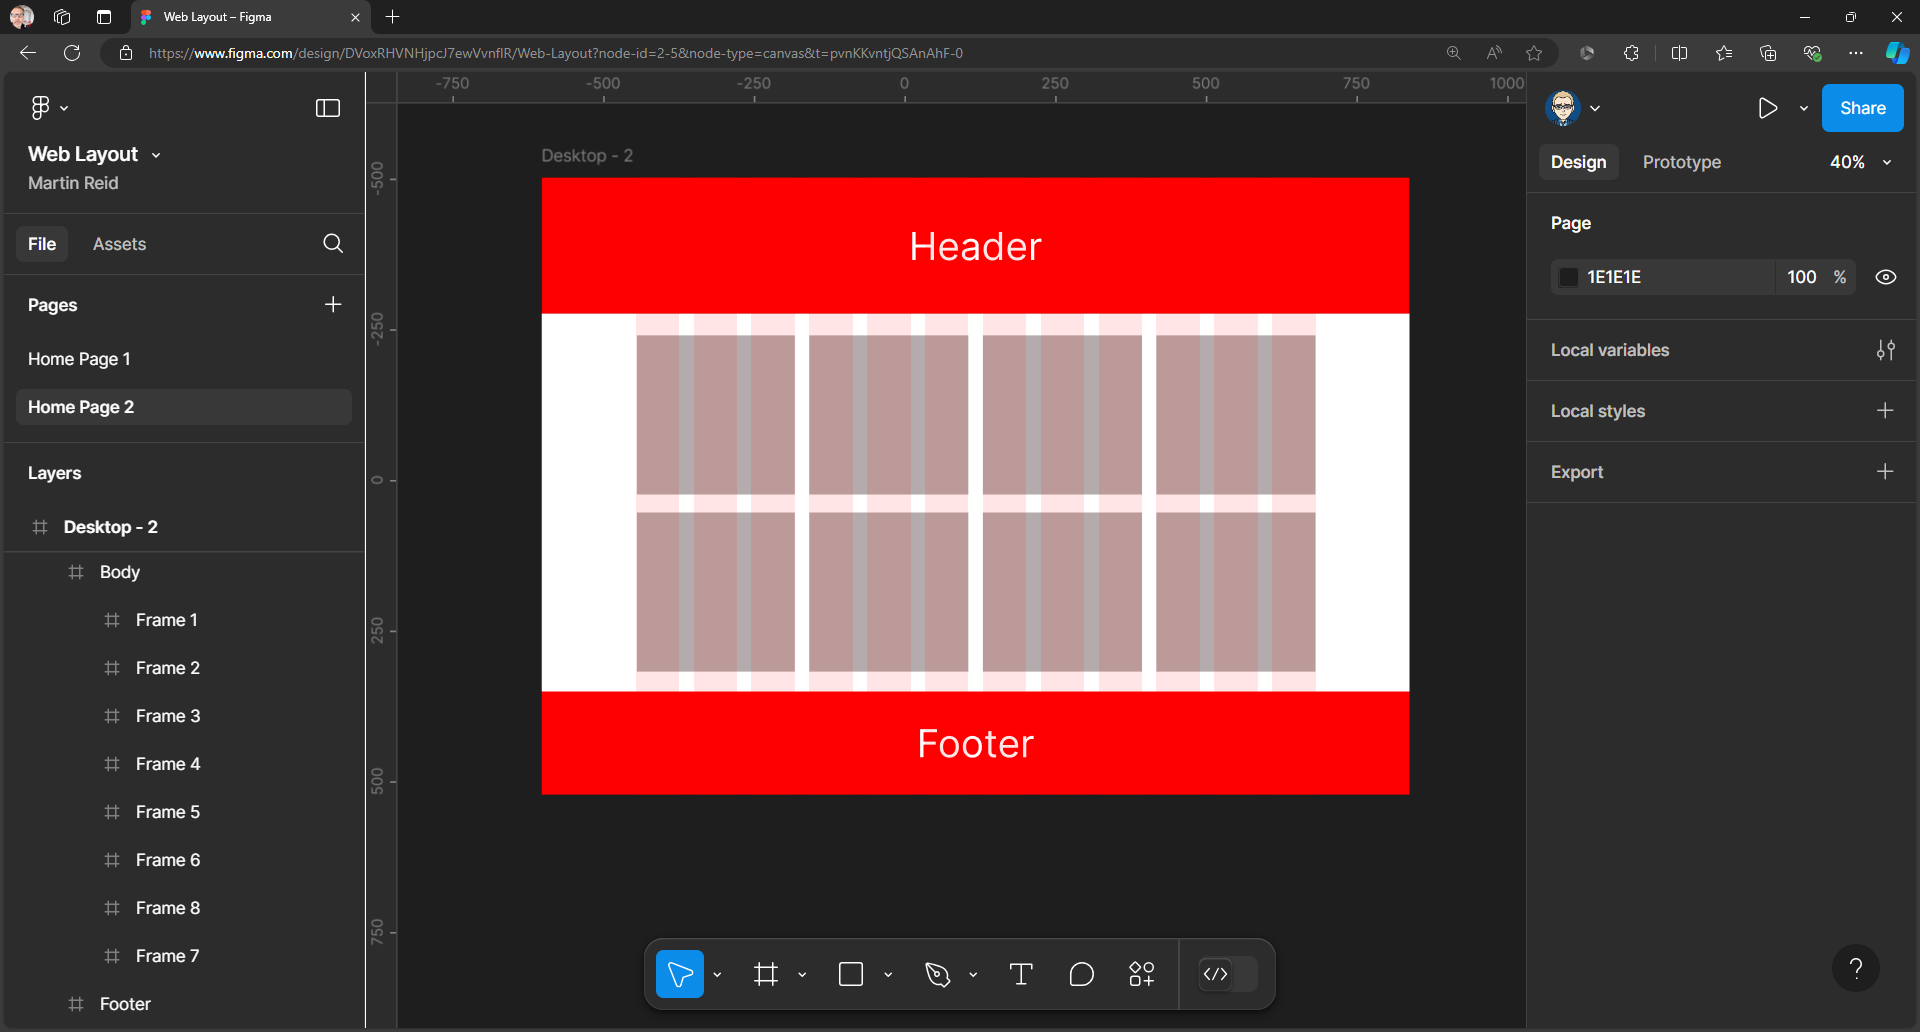 Web Layout – Figma
https://www.figma.com/design/DVoxRHVNHjpcJ7ewVvnflR/Web-Layout?node-id=2-5&node-type=canvas&t=pvnKKvntjQSAnAhF-0
Web Layout
Martin Reid
File Assets
Pages
Home Page 1
Home Page 2
Layers
Desktop - 2
Body
Frame 1
Frame 2
Frame 3
Frame 4
Frame 5
Frame 6
Frame 8
Frame 7
Footer
-750 -500 -250 0 250 500 750 1000
-500
-250
0
250
500
750
Desktop - 2
Header
Footer
Share
Design Prototype 40%
Page
1E1E1E 100 %
Local variables
Local styles
Export
?